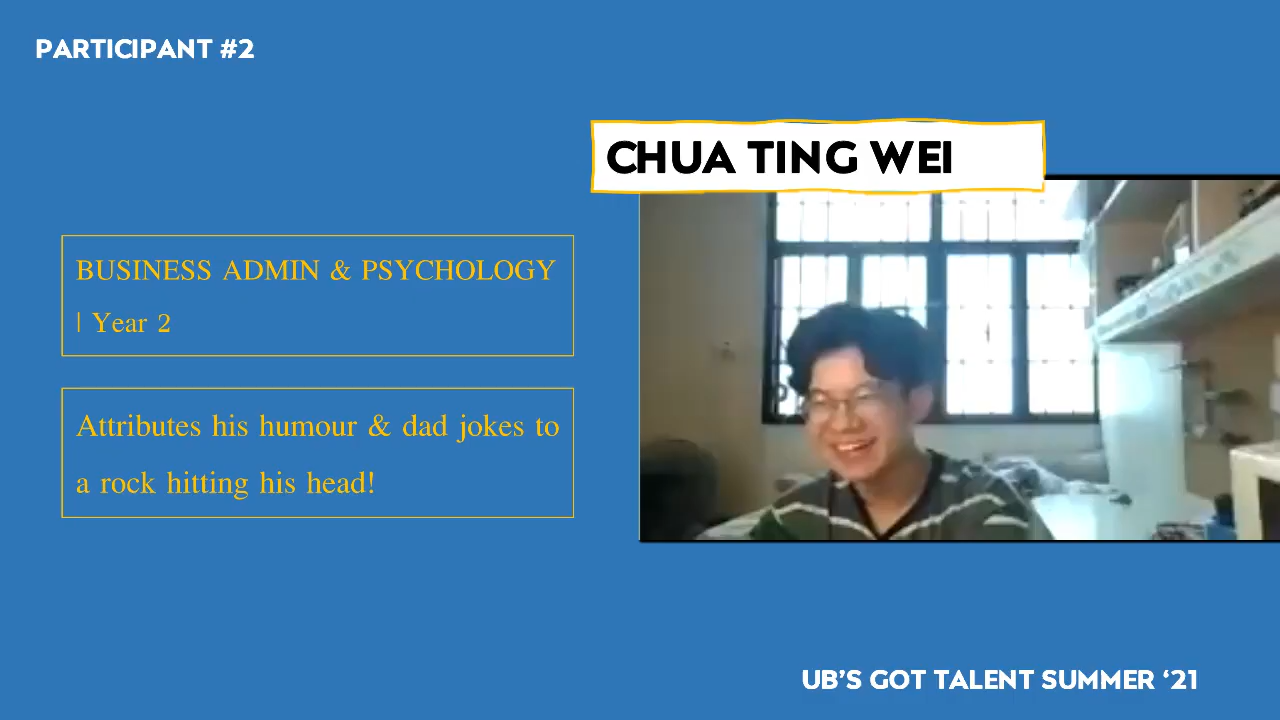 PARTICIPANT #2
CHUA TING WEI
BUSINESS ADMIN & PSYCHOLOGY
| Year 2
Attributes his humour & dad jokes to
a rock hitting his head!
UB’S GOT TALENT SUMMER ‘21